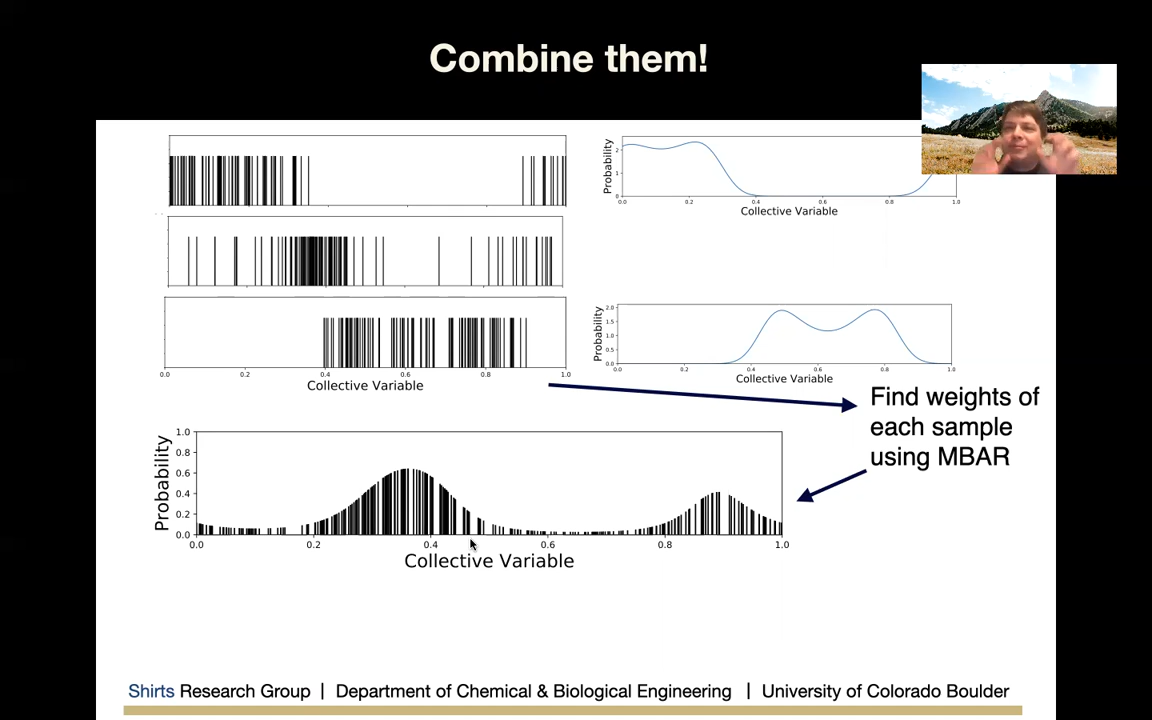 Combine them!
Probability
2
1
0
0.0 0.2 0.4 0.6 0.8 1.0
Collective Variable
0.0 0.2 0.4 0.6 0.8 1.0
Collective Variable
Probability
2.0
1.5
1.0
0.5
0.0
0.0 0.2 0.4 0.6 0.8 1.0
Collective Variable
Find weights of
each sample
using MBAR
Probability
1.0
0.8
0.6
0.4
0.2
0.0
0.0 0.2 0.4 0.6 0.8 1.0
Collective Variable
Shirts Research Group | Department of Chemical & Biological Engineering | University of Colorado Boulder